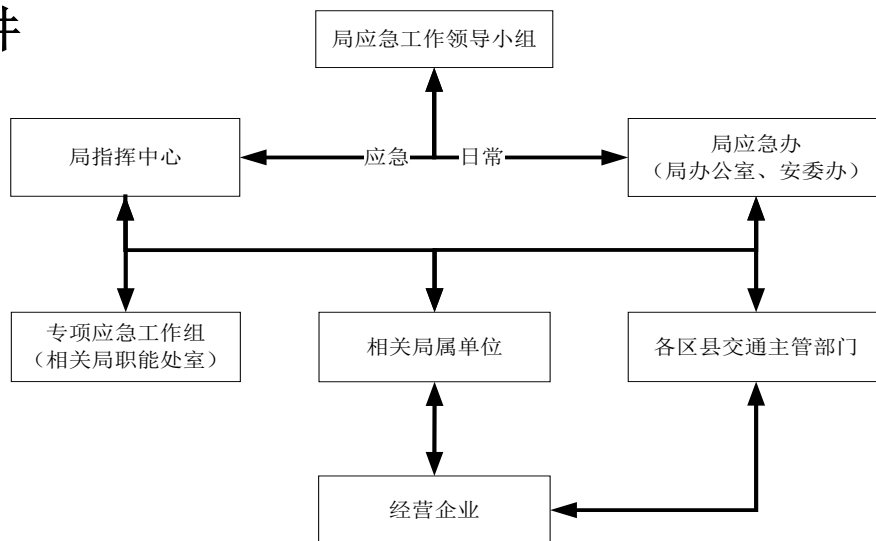 件
局应急工作领导小组
局指挥中心
应急
日常
局应急办
（局办公室、安委办）
专项应急工作组
（相关局职能处室）
相关局属单位
各区县交通主管部门
经营企业